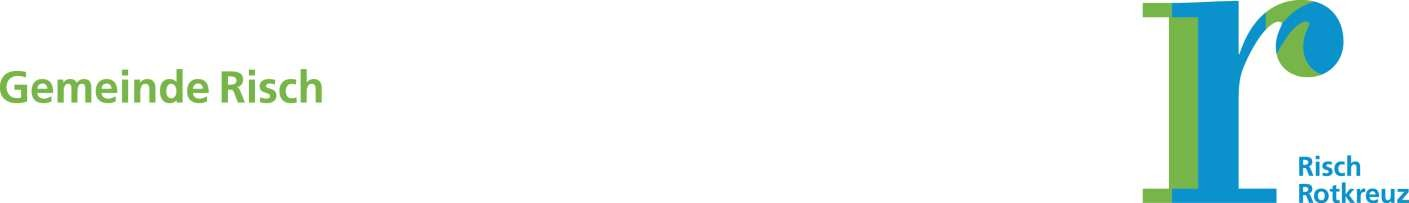 Gemeinde Risch
r
Risch
Rotkreuz